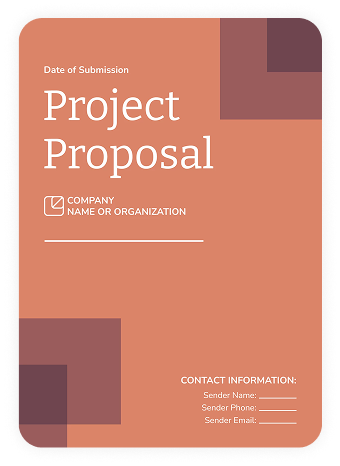 Date of Submission
Project
Proposal
COMPANY
NAME OR ORGANIZATION
CONTACT INFORMATION:
Sender Name:
Sender Phone:
Sender Email: